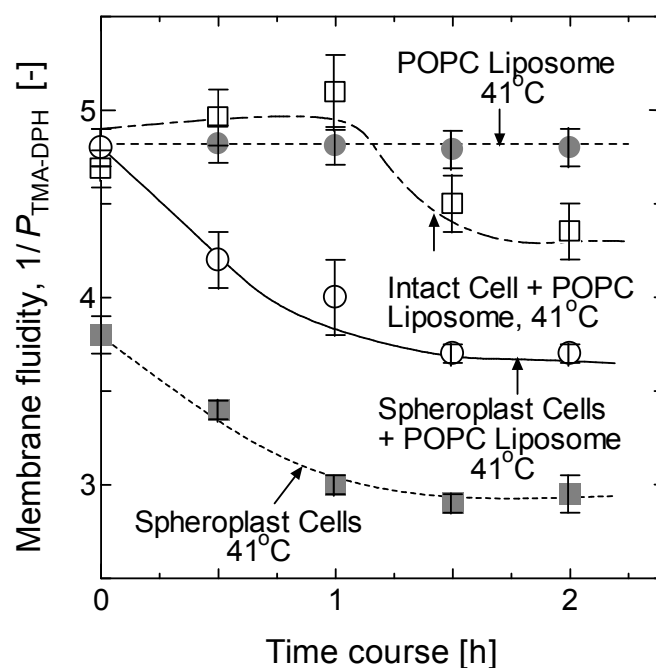 Membrane fluidity, 1/P_TMA-DPH [-]
5
4
3
POPC Liposome
41°C
Intact Cell + POPC
Liposome, 41°C
Spheroplast Cells
+ POPC Liposome
41°C
Spheroplast Cells
41°C
0
1
2
Time course [h]